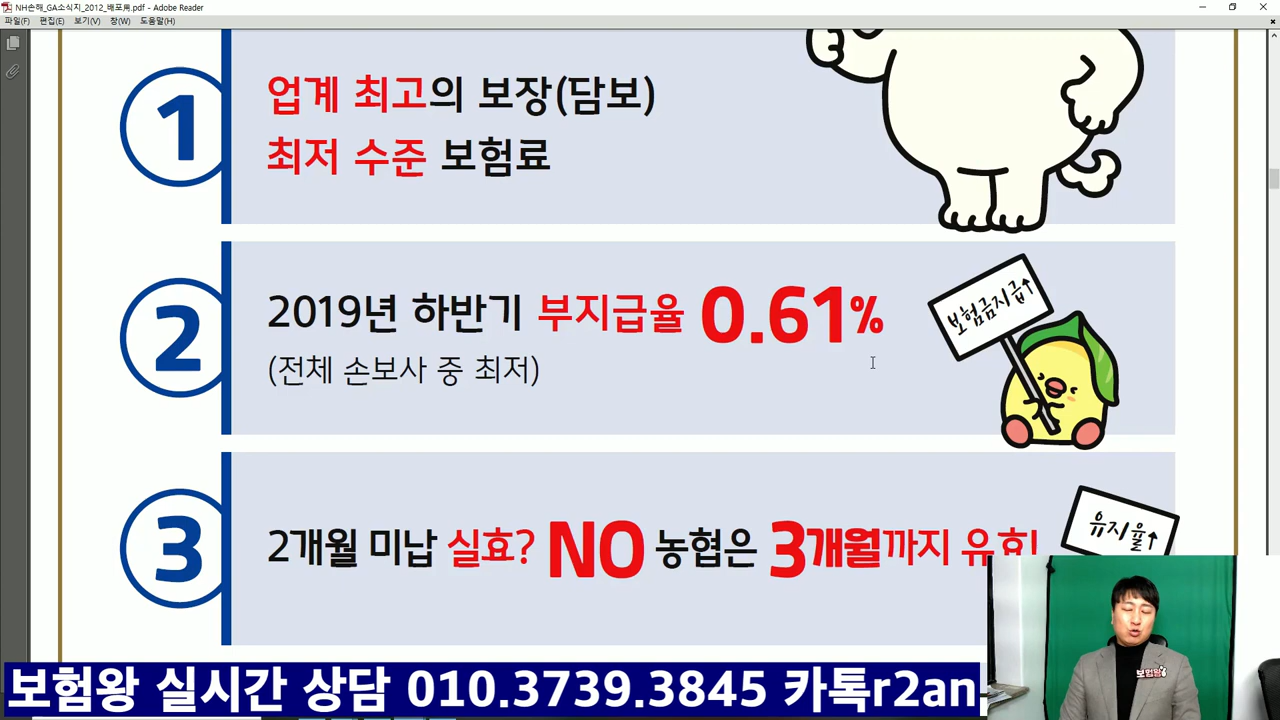 NH손해_GA소식지_2012_배포用.pdf - Adobe Reader
파일(F) 편집(E) 보기(V) 창(W) 도움말(H)
1
업계 최고의 보장(담보)
최저 수준 보험료
2
2019년 하반기 부지급율 0.61%
(전체 손보사 중 최저)
보험금지급↑
3
2개월 미납 실효? NO 농협은 3개월까지 유효!
유지율↑
보험왕
보험왕 실시간 상담 010.3739.3845 카톡r2an